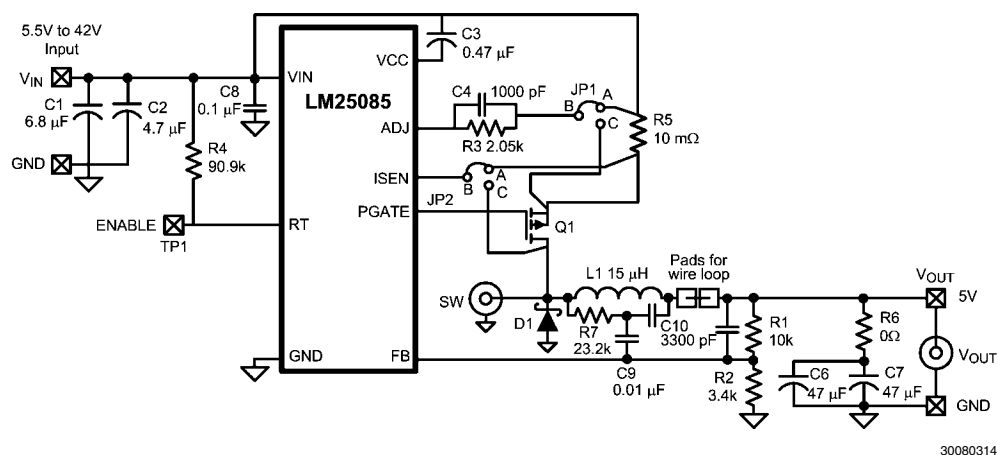 5.5V to 42V
Input
VIN
C1
6.8 µF
C2
4.7 µF
GND
C8
0.1 µF
R4
90.9k
ENABLE
TP1
VIN
LM25085
VCC
ADJ
ISEN
PGATE
RT
GND
FB
C3
0.47 µF
C4 1000 pF
R3 2.05k
JP1
A
B
C
R5
10 mΩ
A
B
C
JP2
Q1
SW
D1
L1 15 µH
Pads for
wire loop
R7
23.2k
C10
3300 pF
C9
0.01 µF
R1
10k
R2
3.4k
VOUT
5V
R6
0Ω
C6
47 µF
C7
47 µF
VOUT
GND
30080314